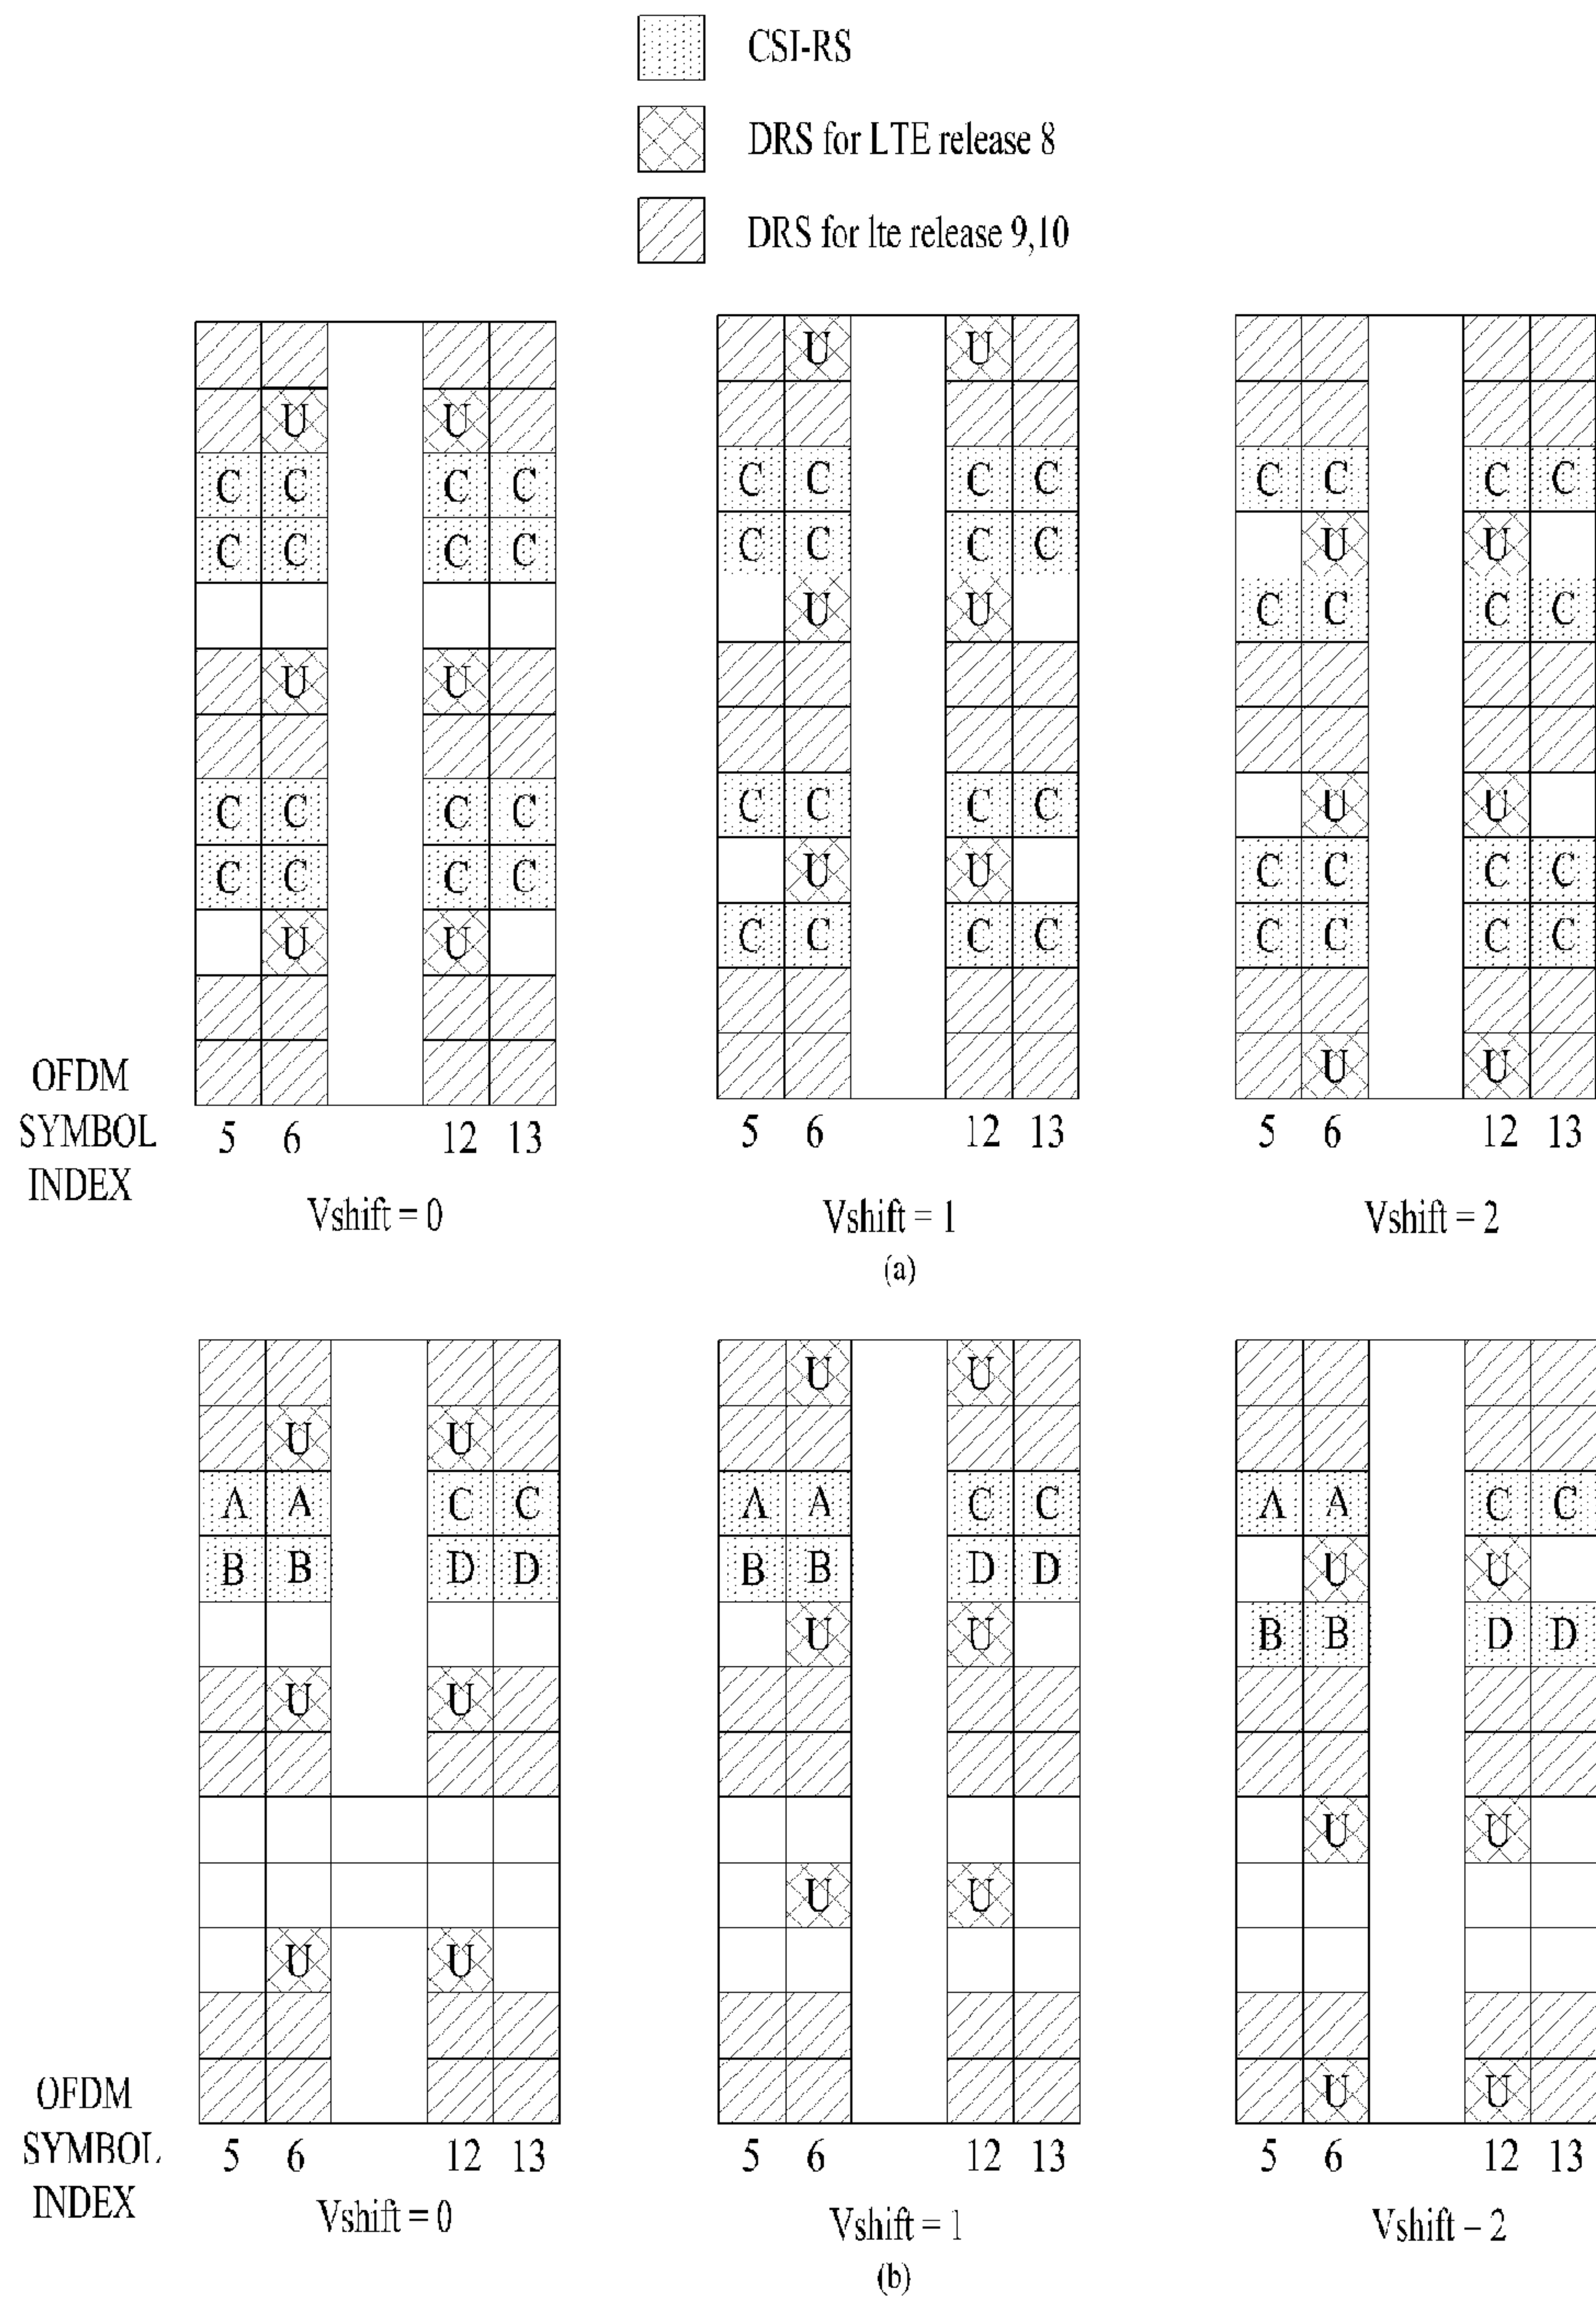 CSI-RS
DRS for LTE release 8
DRS for lte release 9,10
U U
C C C C
C C C C
U U
C C C C
C C C C
U U
OFDM
SYMBOL
INDEX
5 6 12 13
Vshift = 0
U U
C C C C
C C C C
U U
C C C C
U U
C C C C
5 6 12 13
Vshift = 1
C C C C
U U
C C C C
U U
C C C C
C C C C
U U
5 6 12 13
Vshift = 2
(a)
U U
A A C C
B B D D
U U
U U
OFDM
SYMBOL
INDEX
5 6 12 13
Vshift = 0
U U
A A C C
B B D D
U U
U U
5 6 12 13
Vshift = 1
A A C C
U U
B B D D
U U
U U
5 6 12 13
Vshift – 2
(b)